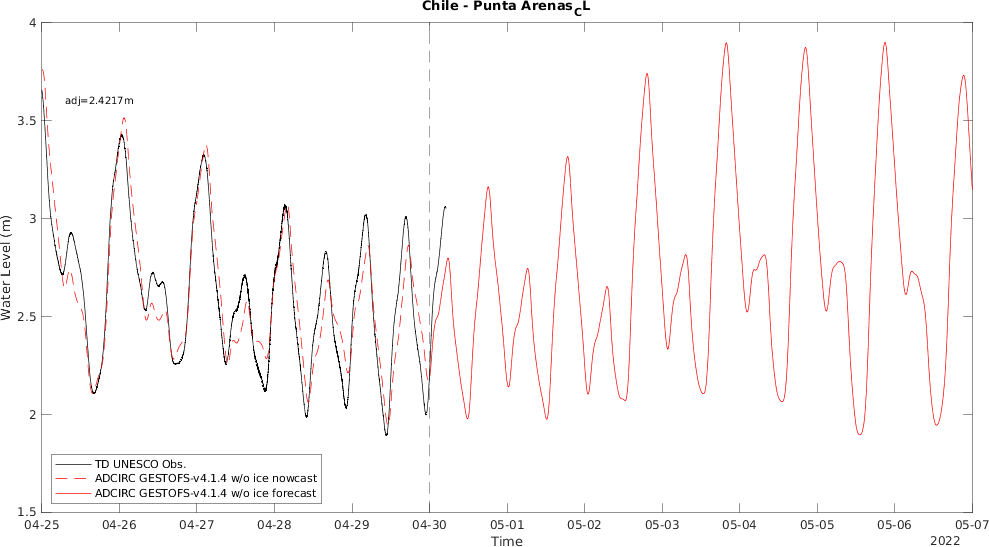 Chile - Punta Arenas_CL
4
3.5
3
2.5
2
1.5
Water Level (m)
adj=2.4217m
TD UNESCO Obs.
ADCIRC GESTOFS-v4.1.4 w/o ice nowcast
ADCIRC GESTOFS-v4.1.4 w/o ice forecast
04-25 04-26 04-27 04-28 04-29 04-30 05-01 05-02 05-03 05-04 05-05 05-06 05-07
Time
2022